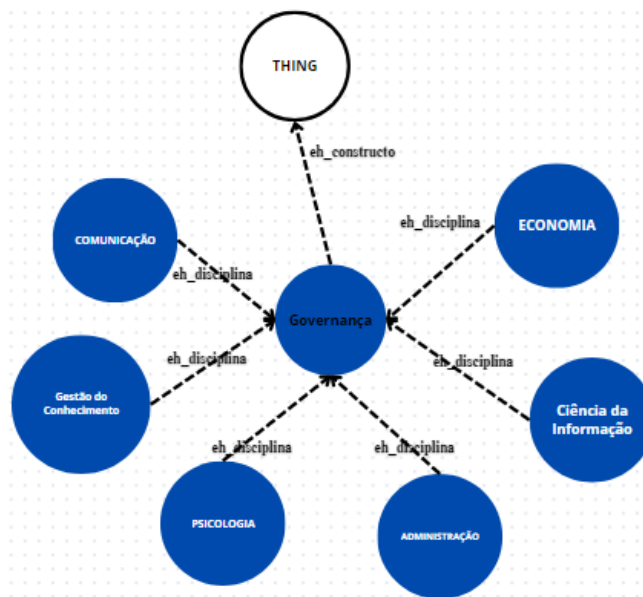 THING
eh_constructo
ECONOMIA
eh_disciplina
COMUNICAÇÃO
eh_disciplina
Governança
eh_disciplina
eh_disciplina
Gestão do
Conhecimento
Ciência da
Informação
eh_disciplina
eh_disciplina
PSICOLOGIA
ADMINISTRAÇÃO